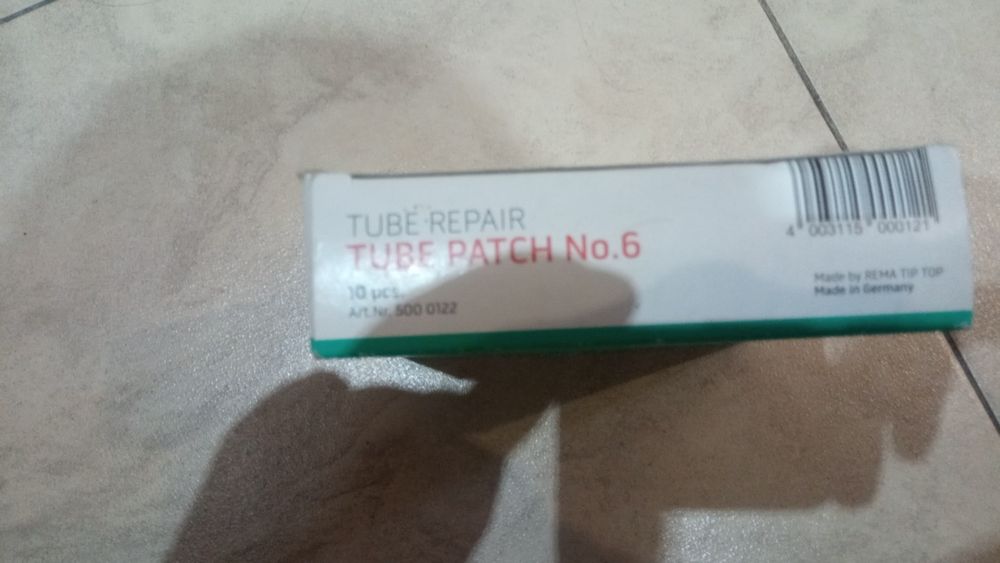 TUBE REPAIR
TUBE PATCH No.6
10 pcs.
Art.Nr. 500 0122
4 003115 000121
Made by REMA TIP TOP
Made in Germany